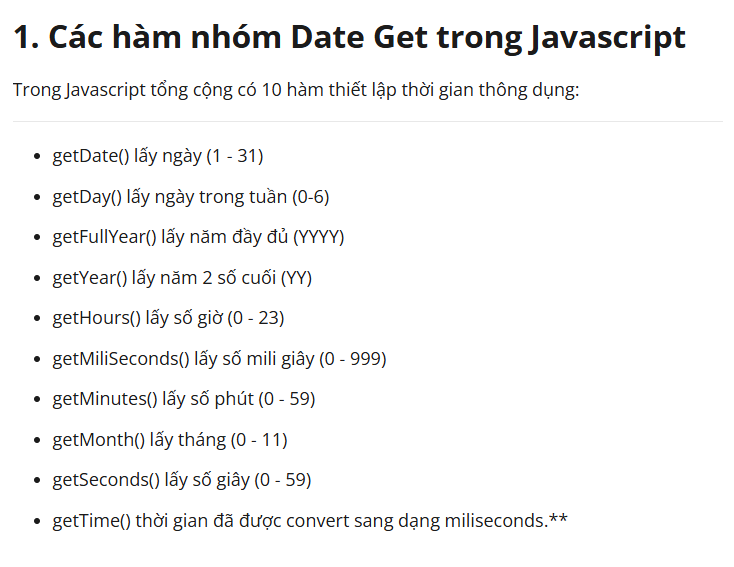 1. Các hàm nhóm Date Get trong Javascript
Trong Javascript tổng cộng có 10 hàm thiết lập thời gian thông dụng:
• getDate() lấy ngày (1 - 31)
• getDay() lấy ngày trong tuần (0-6)
• getFullYear() lấy năm đầy đủ (YYYY)
• getYear() lấy năm 2 số cuối (YY)
• getHours() lấy số giờ (0 - 23)
• getMiliSeconds() lấy số mili giây (0 - 999)
• getMinutes() lấy số phút (0 - 59)
• getMonth() lấy tháng (0 - 11)
• getSeconds() lấy số giây (0 - 59)
• getTime() thời gian đã được convert sang dạng miliseconds.**